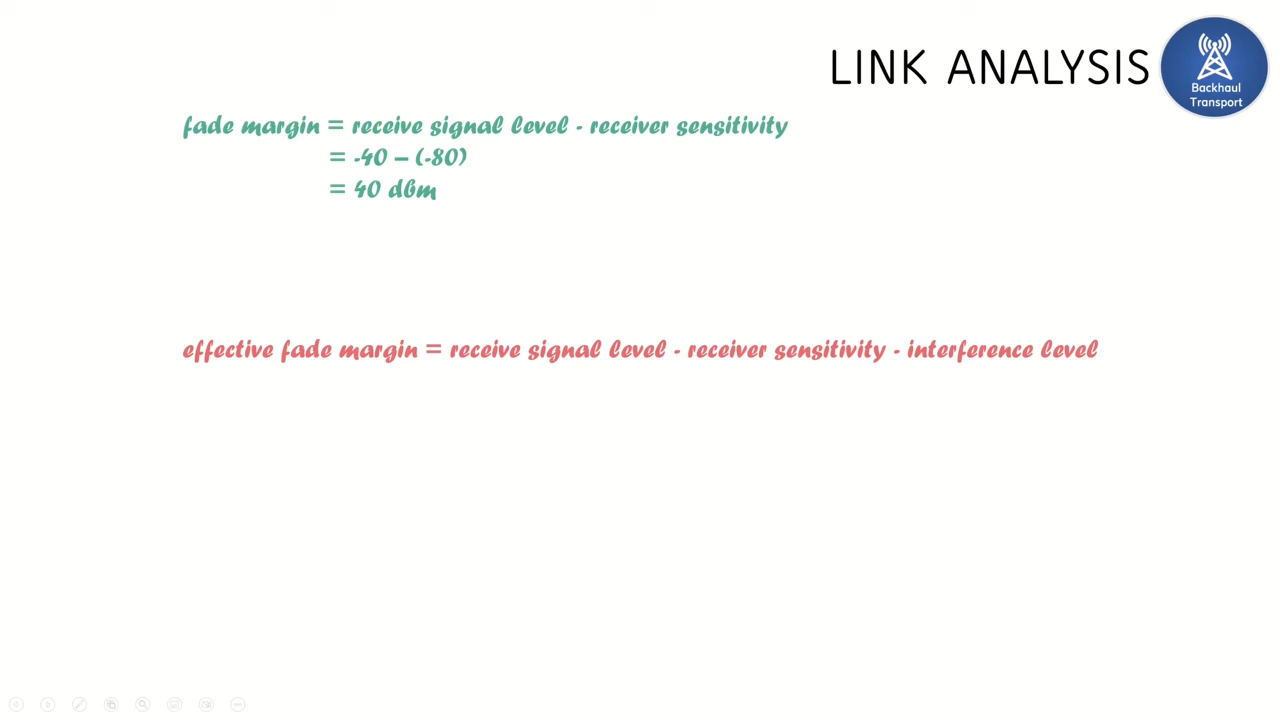 LINK ANALYSIS
Backhaul
Transport
fade margin = receive signal level - receiver sensitivity
= -40 – (-80)
= 40 dbm
effective fade margin = receive signal level - receiver sensitivity - interference level